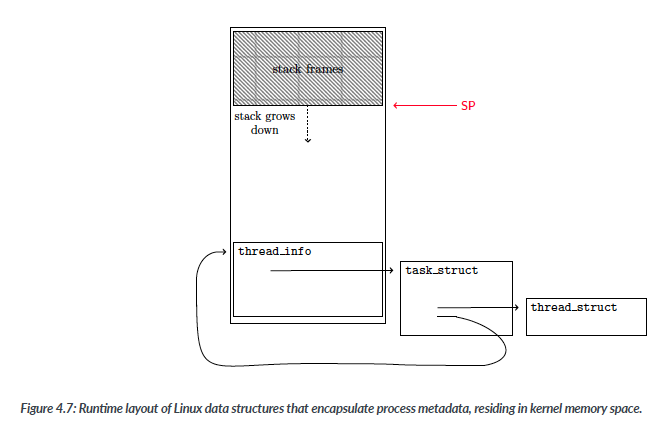 stack frames
SP
stack grows
down
thread_info
task_struct
thread_struct
Figure 4.7: Runtime layout of Linux data structures that encapsulate process metadata, residing in kernel memory space.